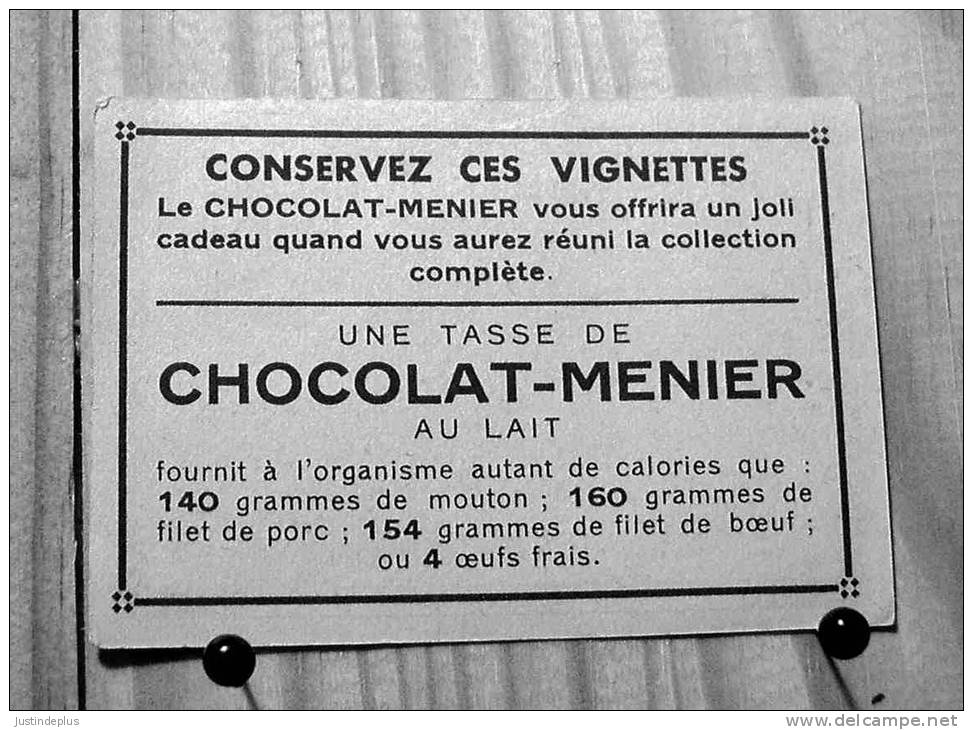 CONSERVEZ CES VIGNETTES
Le CHOCOLAT-MENIER vous offrira un joli
cadeau quand vous aurez réuni la collection
complète.
UNE TASSE DE
CHOCOLAT-MENIER
AU LAIT
fournit à l'organisme autant de calories que :
140 grammes de mouton ; 160 grammes de
filet de porc ; 154 grammes de filet de bœuf ;
ou 4 œufs frais.
justindeplus
www.delcampe.net